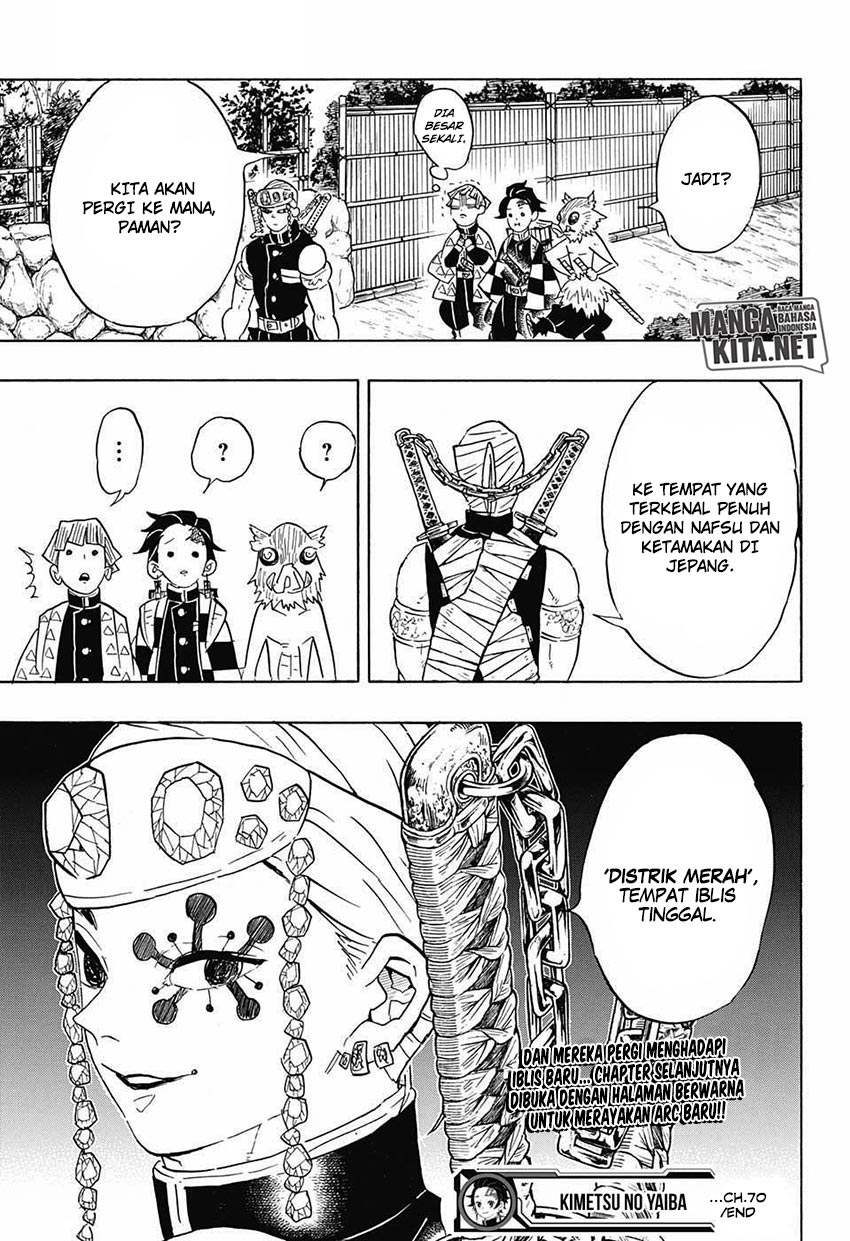 JADI?
DIA
BESAR
SEKALI.
KITA AKAN
PERGI KE MANA,
PAMAN?
MANGA
KITA.NET
BACA MANGA
BAHASA
INDONESIA
KE TEMPAT YANG
TERKENAL PENUH
DENGAN NAFSU DAN
KETAMAKAN DI
JEPANG.
?
?
...
'DISTRIK MERAH',
TEMPAT IBLIS
TINGGAL.
DAN MEREKA PERGI MENGHADAPI
IBLIS BARU... CHAPTER SELANJUTNYA
DIBUKA DENGAN HALAMAN BERWARNA
UNTUK MERAYAKAN ARC BARU!!
KIMETSU NO YAIBA
...CH.70
/END